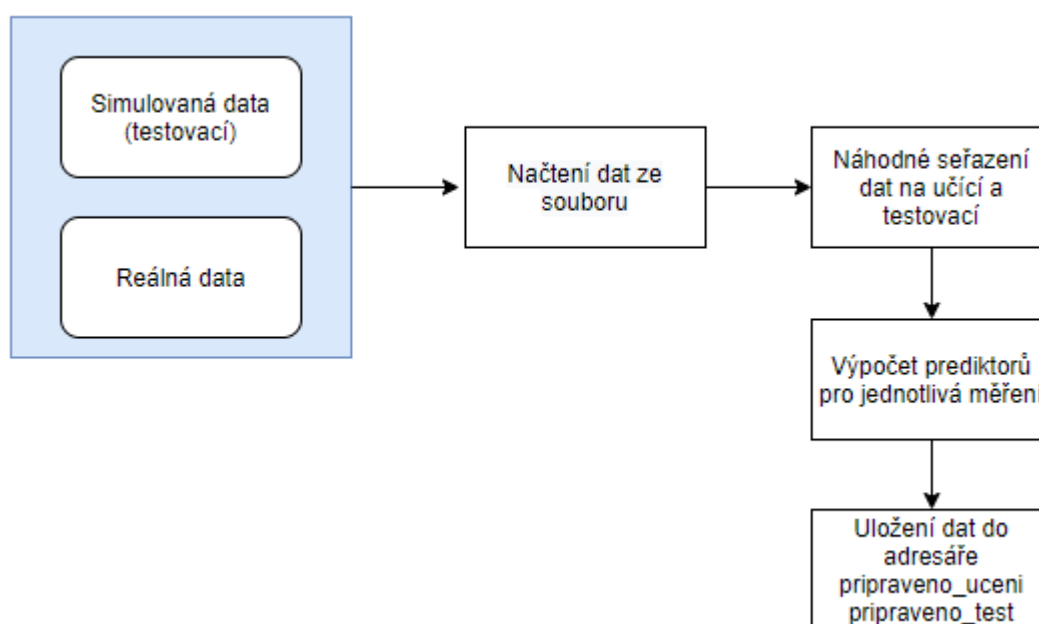 Simulovaná data
(testovací)
Reálná data
Načtení dat ze
souboru
Náhodné seřazení
dat na učící a
testovací
Výpočet prediktorů
pro jednotlivá měření
Uložení dat do
adresáře
pripraveno_uceni
pripraveno_test